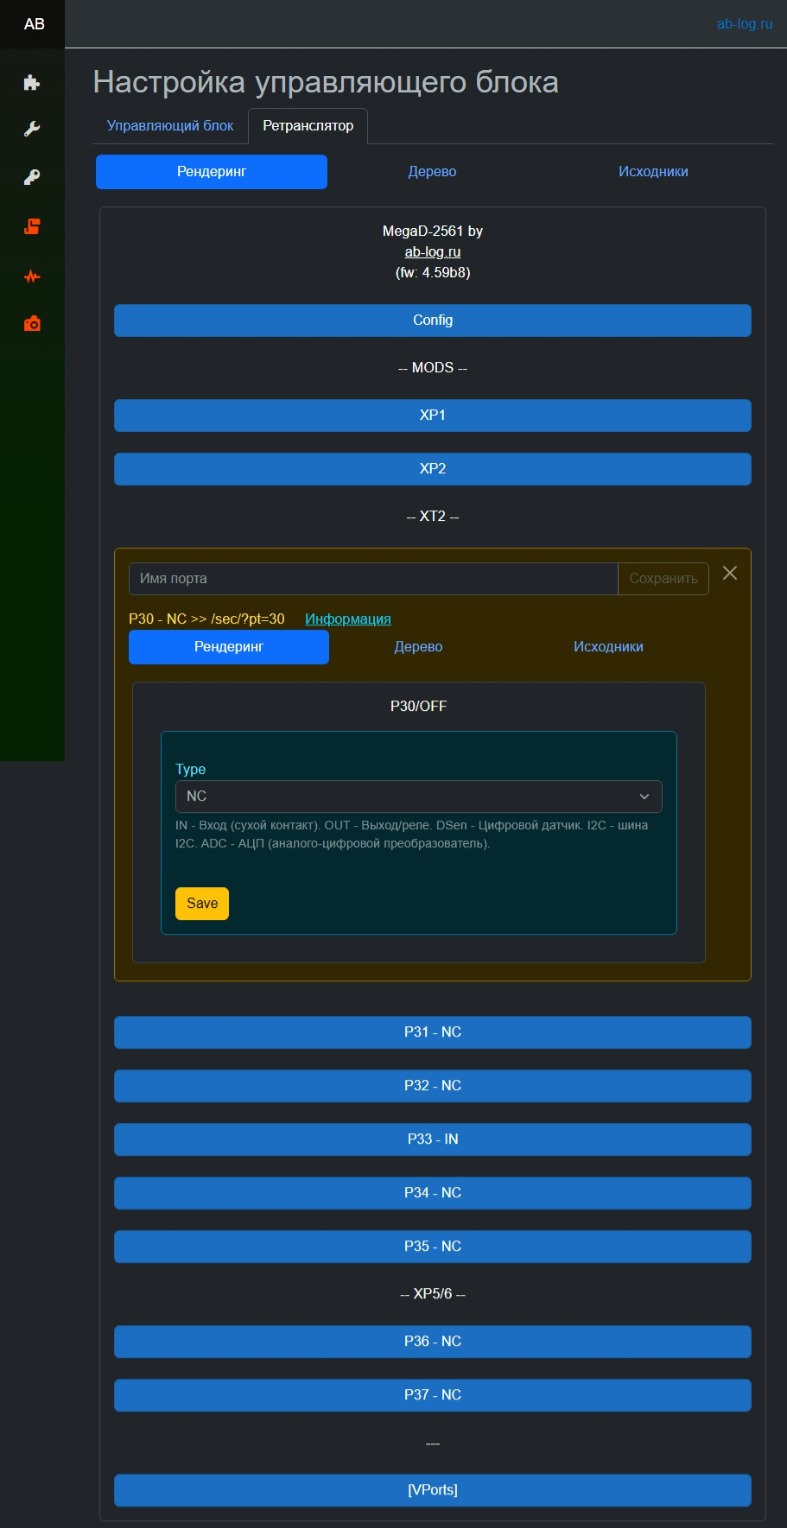 AB
ab-log.ru
Настройка управляющего блока
Управляющий блок
Ретранслятор
Рендеринг
Дерево
Исходники
MegaD-2561 by
ab-log.ru
(fw: 4.59b8)
Config
-- MODS --
XP1
XP2
-- XT2 --
Имя порта
Сохранить
P30 - NC >> /sec/?pt=30
Информация
Рендеринг
Дерево
Исходники
P30/OFF
Type
NC
IN - Вход (сухой контакт). OUT - Выход/реле. DSen - Цифровой датчик. I2C - шина
I2C. ADC - АЦП (аналого-цифровой преобразователь).
Save
P31 - NC
P32 - NC
P33 - IN
P34 - NC
P35 - NC
-- XP5/6 --
P36 - NC
P37 - NC
---
[VPorts]